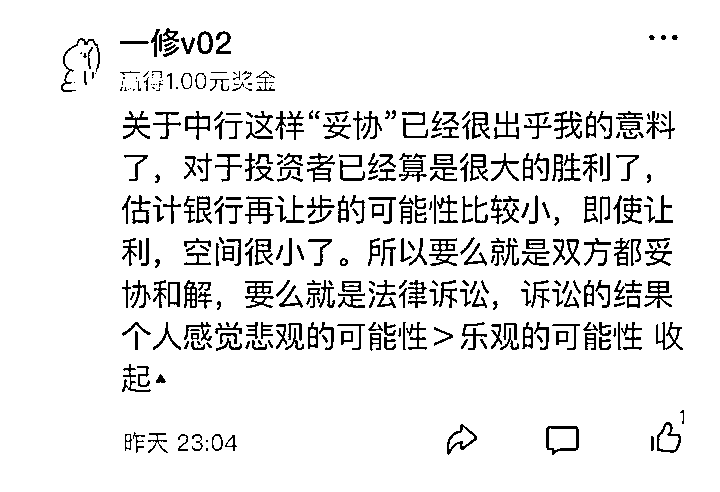 一修v02
赢得1.00元奖金
关于中行这样“妥协”已经很出乎我的意料
了，对于投资者已经算是很大的胜利了，
估计银行再让步的可能性比较小，即使让
利，空间很小了。所以要么就是双方都妥
协和解，要么就是法律诉讼，诉讼的结果
个人感觉悲观的可能性＞乐观的可能性 收
起
昨天 23:04
1